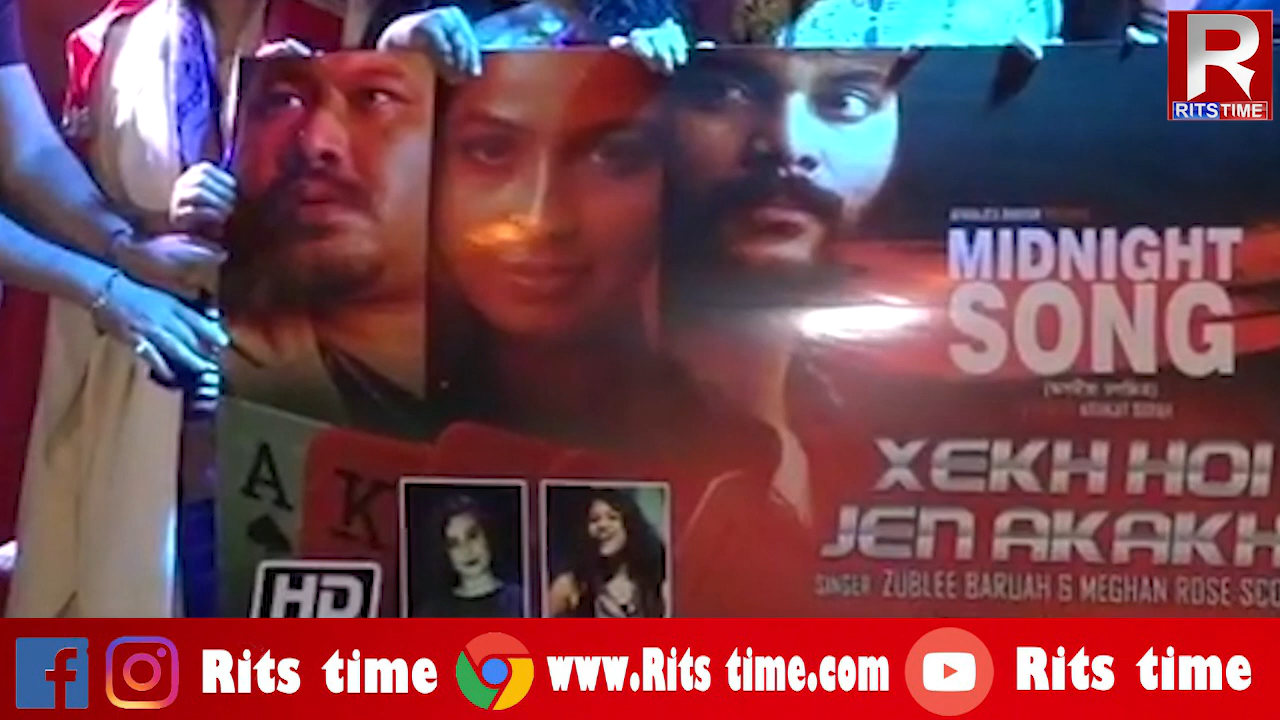 R
RITSTIME
MIDNIGHT
SONG
XEKH HOI
JEN AKAKH
SINGER ZUBLEE BARUAH & MEGHAN ROSE SCO
A
K
HD
Rits time
www.Rits time.com
Rits time